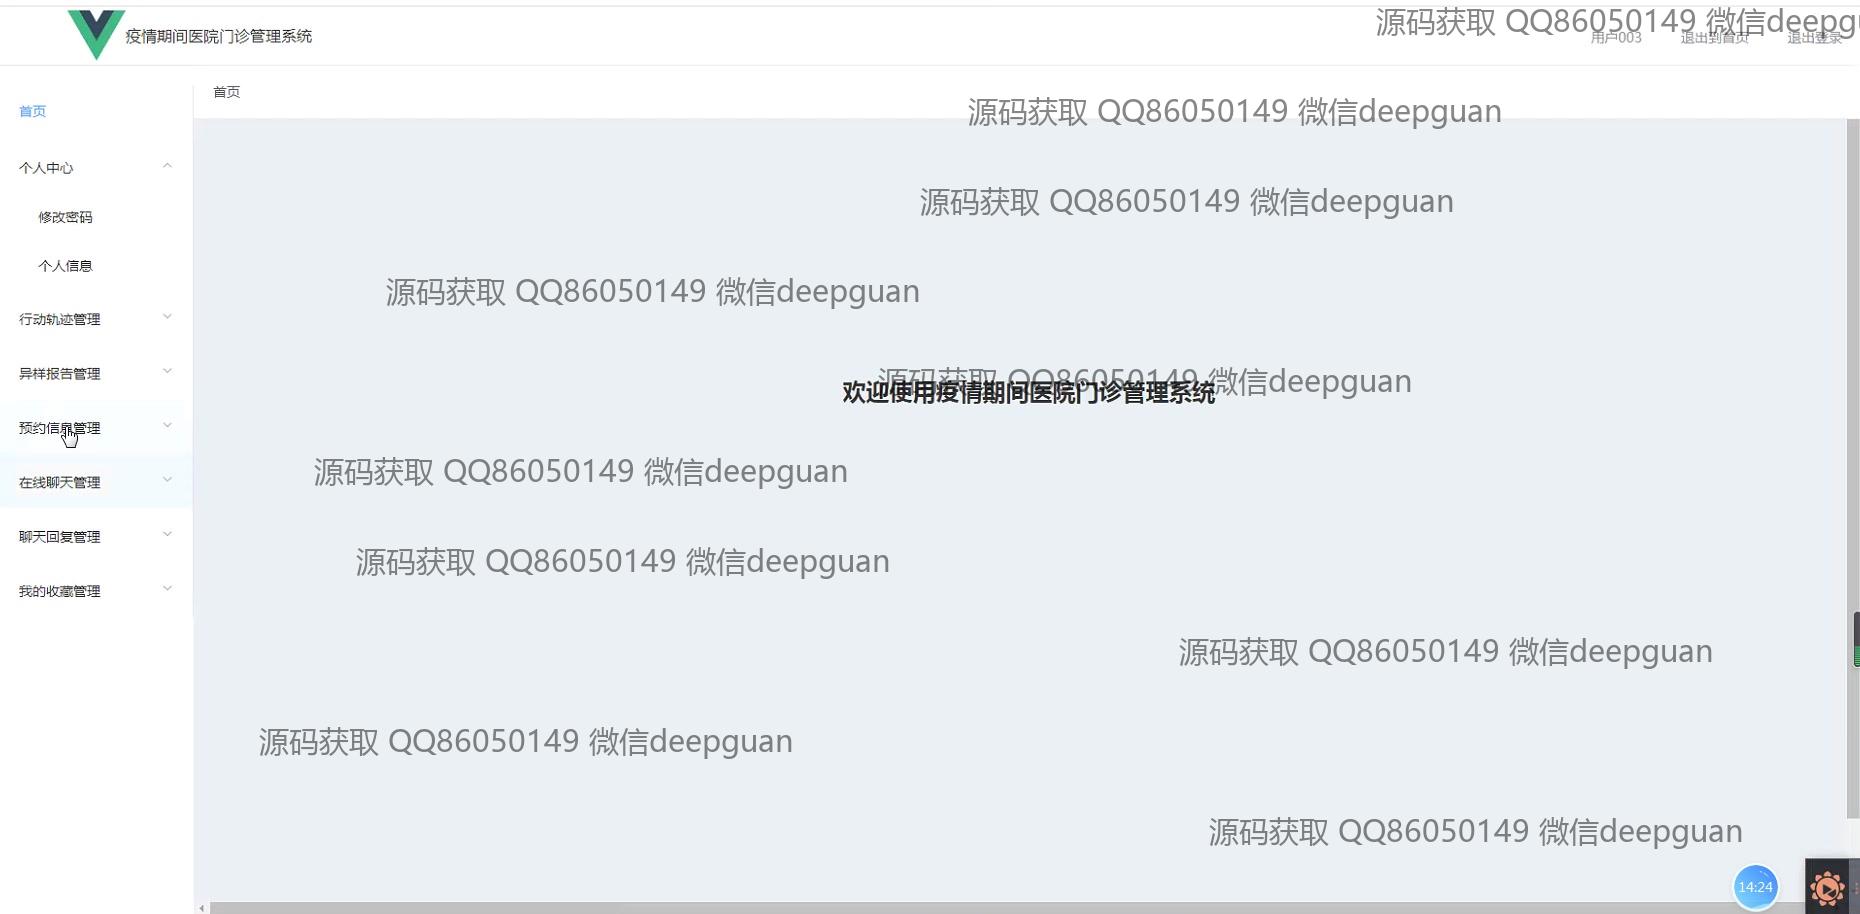 源码获取 QQ86050149 微信deepg
疫情期间医院门诊管理系统
用户003
退出到首页
退出登录
首页
首页
源码获取 QQ86050149 微信deepguan
个人中心
修改密码
源码获取 QQ86050149 微信deepguan
个人信息
源码获取 QQ86050149 微信deepguan
行动轨迹管理
异样报告管理
源码获取 QQ86050149 微信deepguan
欢迎使用疫情期间医院门诊管理系统
预约信息管理
源码获取 QQ86050149 微信deepguan
在线聊天管理
聊天回复管理
源码获取 QQ86050149 微信deepguan
我的收藏管理
源码获取 QQ86050149 微信deepguan
源码获取 QQ86050149 微信deepguan
源码获取 QQ86050149 微信deepguan
14:24